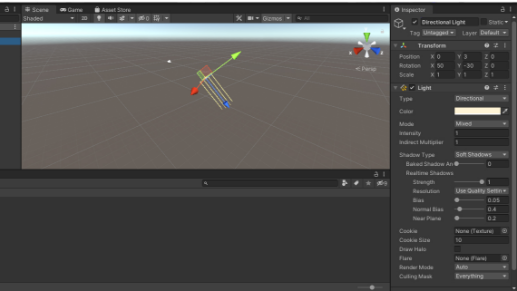 Scene Game Asset Store
Shaded 2D Gizmos
Persp
Inspector
Directional Light Static
Tag Untagged Layer Default
Transform
Position X 0 Y 3 Z 0
Rotation X 50 Y -30 Z 0
Scale X 1 Y 1 Z 1
Light
Type Directional
Color
Mode Mixed
Intensity 1
Indirect Multiplier 1
Shadow Type Soft Shadows
Baked Shadow An 0
Realtime Shadows
Strength 1
Resolution Use Quality Settin
Bias 0.05
Normal Bias 0.4
Near Plane 0.2
Cookie None (Texture)
Cookie Size 10
Draw Halo
Flare None (Flare)
Render Mode Auto
Culling Mask Everything